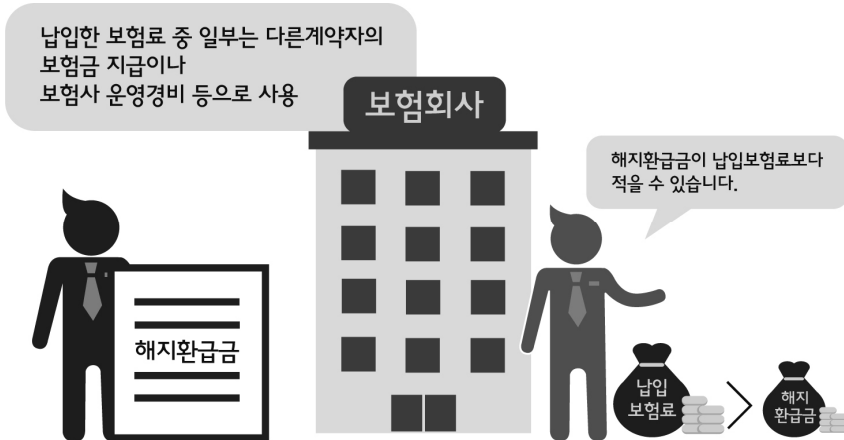 납입한 보험료 중 일부는 다른계약자의
보험금 지급이나
보험사 운영경비 등으로 사용
보험회사
해지환급금이 납입보험료보다
적을 수 있습니다.
해지환급금
납입
보험료
>
해지
환급금